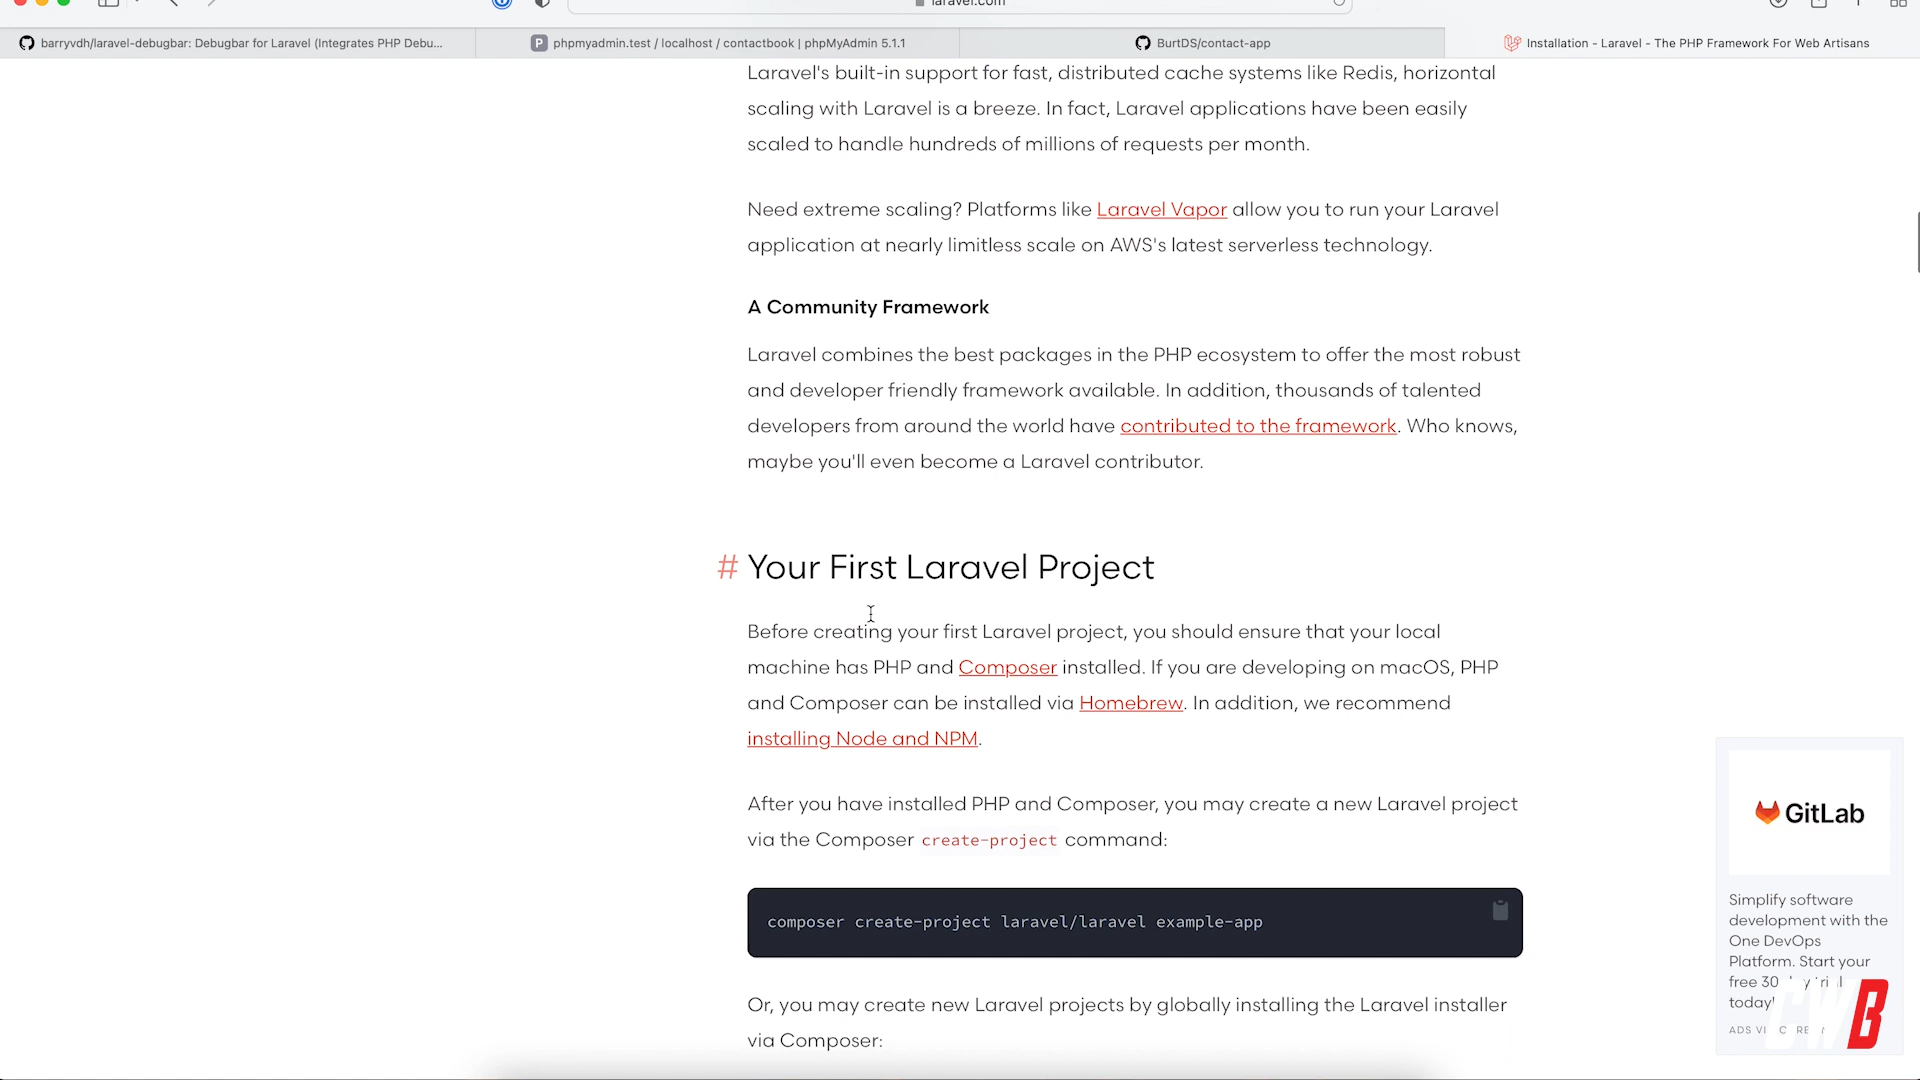 laravel.com
barryvdh/laravel-debugbar: Debugbar for Laravel (Integrates PHP Debu...
P phpmyadmin.test / localhost / contactbook | phpMyAdmin 5.1.1
BurtDS/contact-app
Installation - Laravel - The PHP Framework For Web Artisans
Laravel's built-in support for fast, distributed cache systems like Redis, horizontal
scaling with Laravel is a breeze. In fact, Laravel applications have been easily
scaled to handle hundreds of millions of requests per month.
Need extreme scaling? Platforms like Laravel Vapor allow you to run your Laravel
application at nearly limitless scale on AWS's latest serverless technology.
A Community Framework
Laravel combines the best packages in the PHP ecosystem to offer the most robust
and developer friendly framework available. In addition, thousands of talented
developers from around the world have contributed to the framework. Who knows,
maybe you'll even become a Laravel contributor.
# Your First Laravel Project
Before creating your first Laravel project, you should ensure that your local
machine has PHP and Composer installed. If you are developing on macOS, PHP
and Composer can be installed via Homebrew. In addition, we recommend
installing Node and NPM.
After you have installed PHP and Composer, you may create a new Laravel project
via the Composer create-project command:
composer create-project laravel/laravel example-app
Or, you may create new Laravel projects by globally installing the Laravel installer
via Composer:
GitLab
Simplify software
development with the
One DevOps
Platform. Start your
free 30
today!
ADS
CWB